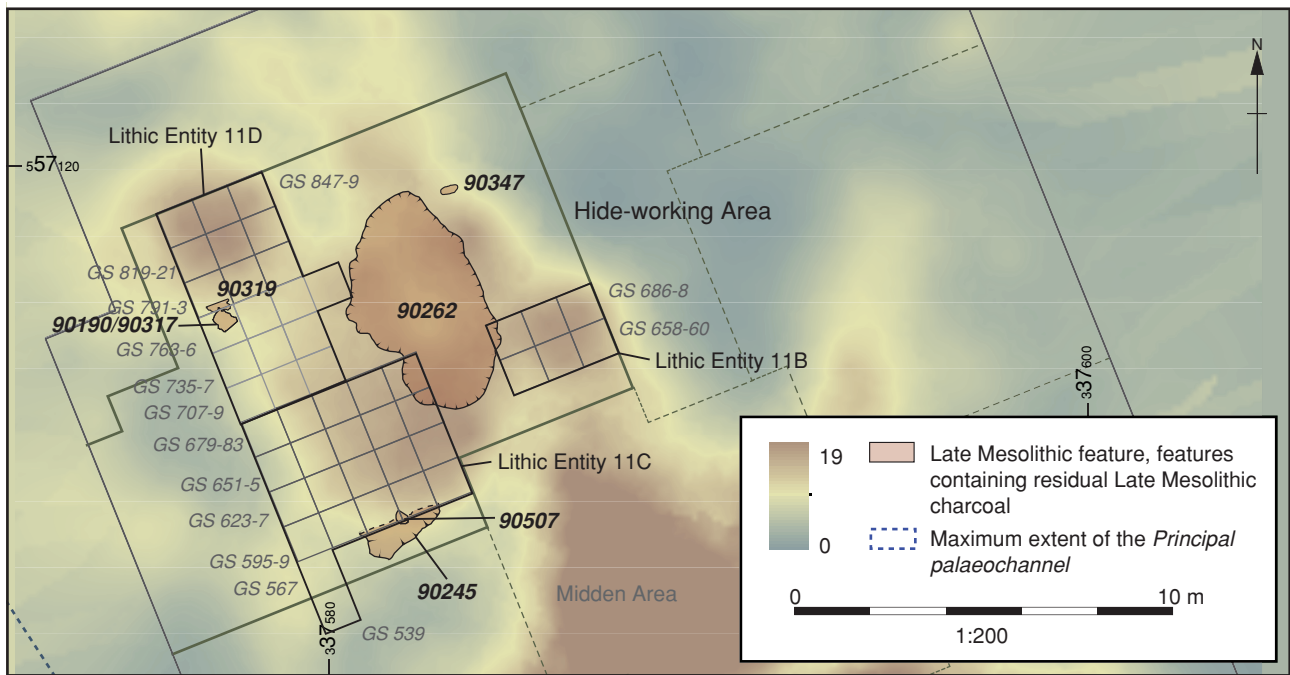 N
Lithic Entity 11D
557120
GS 847-9
90347
Hide-working Area
GS 819-21
90319
GS 791-3
90262
GS 686-8
90190/90317
GS 658-60
GS 763-6
Lithic Entity 11B
GS 735-7
337600
GS 707-9
GS 679-83
Lithic Entity 11C
GS 651-5
GS 623-7
90507
GS 595-9
GS 567
90245
Midden Area
337580
GS 539
19
0
Late Mesolithic feature, features
containing residual Late Mesolithic
charcoal
Maximum extent of the Principal
palaeochannel
0
10 m
1:200